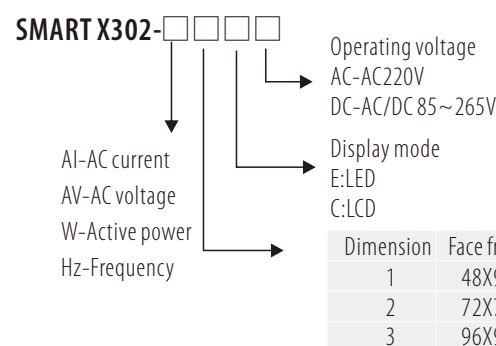 SMART X302-□□□□
Operating voltage
AC-AC220V
DC-AC/DC 85~265V
Display mode
E:LED
C:LCD
AI-AC current
AV-AC voltage
W-Active power
Hz-Frequency
Dimension Face
1
2
3